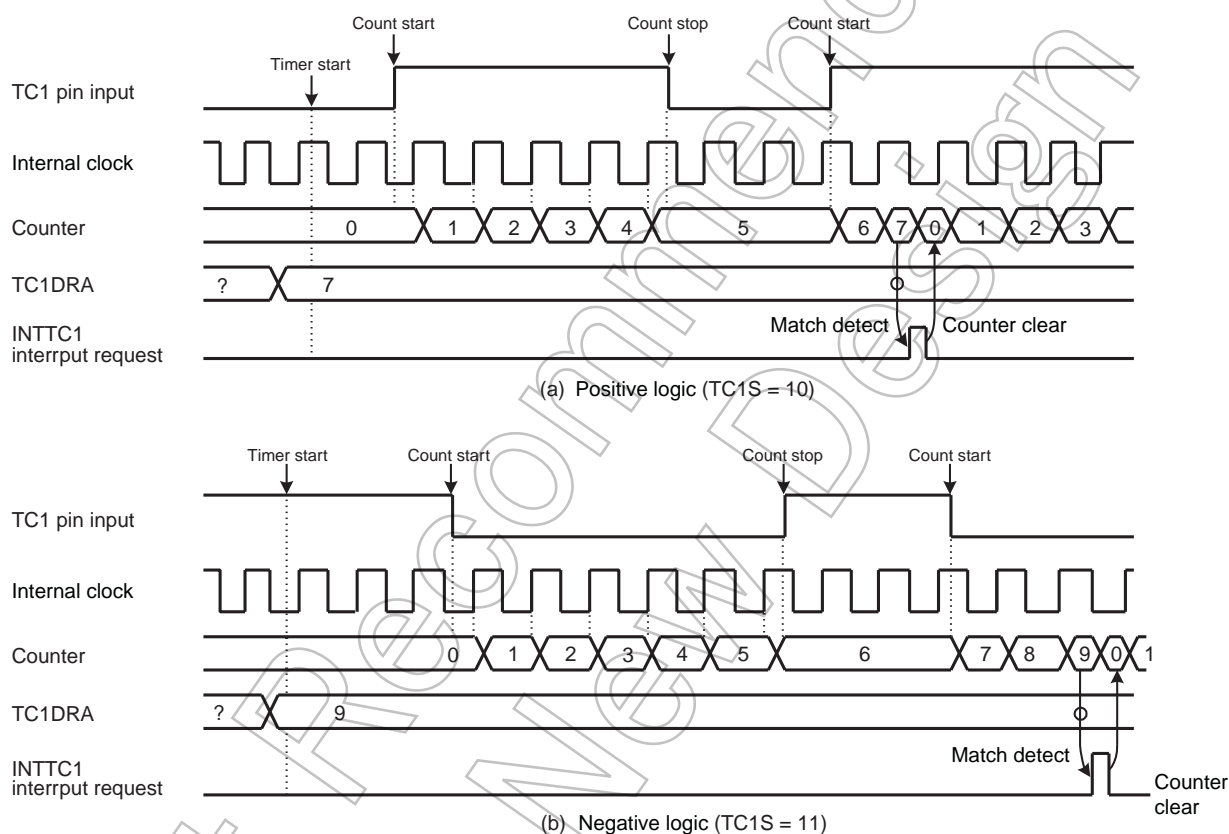 Count start Count stop Count start
Timer start
TC1 pin input
Internal clock
Counter 0 1 2 3 4 5 6 7 0 1 2 3
TC1DRA ? 7
INTTC1
interrput request
Match detect Counter clear
(a) Positive logic (TC1S = 10)
Timer start Count start Count stop Count start
TC1 pin input
Internal clock
Counter 0 1 2 3 4 5 6 7 8 9 0 1
TC1DRA ? 9
INTTC1
interrput request
Match detect
Counter
clear
(b) Negative logic (TC1S = 11)
Recommen
New Design